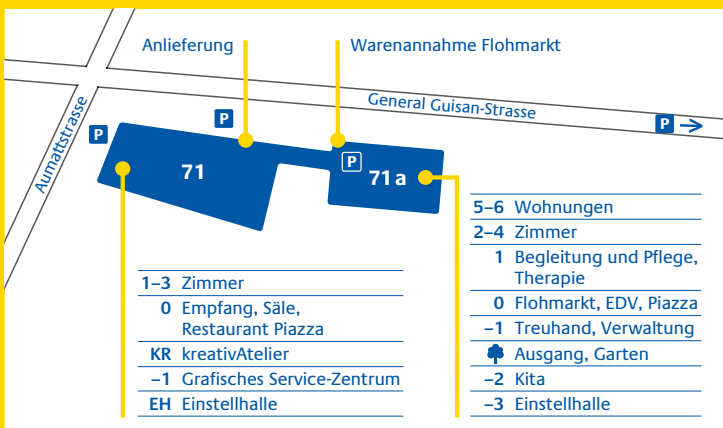 Anlieferung
Warenannahme Flohmarkt
General Guisan-Strasse
Aumattstrasse
P
P
P
P →
71
71 a
1–3 Zimmer
0 Empfang, Säle,
Restaurant Piazza
KR kreativAtelier
–1 Grafisches Service-Zentrum
EH Einstellhalle
5–6 Wohnungen
2–4 Zimmer
1 Begleitung und Pflege,
Therapie
0 Flohmarkt, EDV, Piazza
–1 Treuhand, Verwaltung
Ausgang, Garten
–2 Kita
–3 Einstellhalle